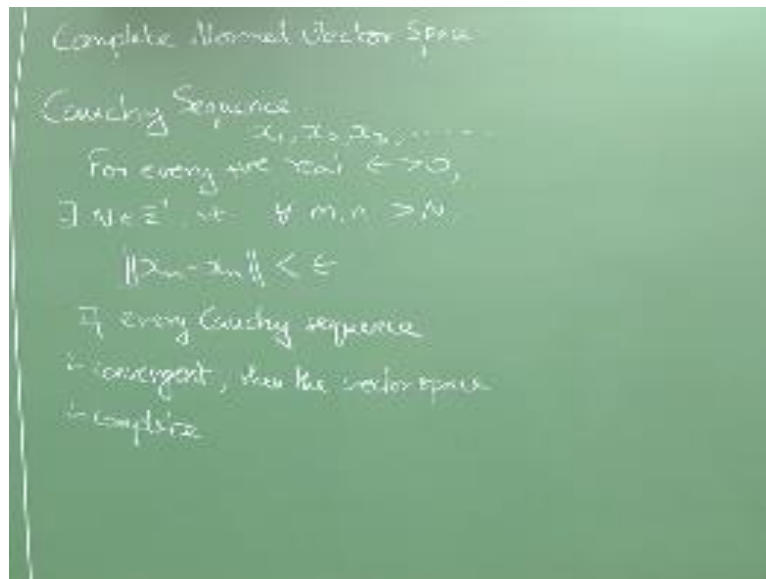 Complete Normed Vector Space
Cauchy Sequence
x₁, x₂, x₃, ......
For every +ve real ϵ > 0,
∃ N ∈ Z⁺, st ∀ m, n > N
||xₘ - xₙ|| < ϵ
If every Cauchy sequence
is convergent, then the vector space
is complete